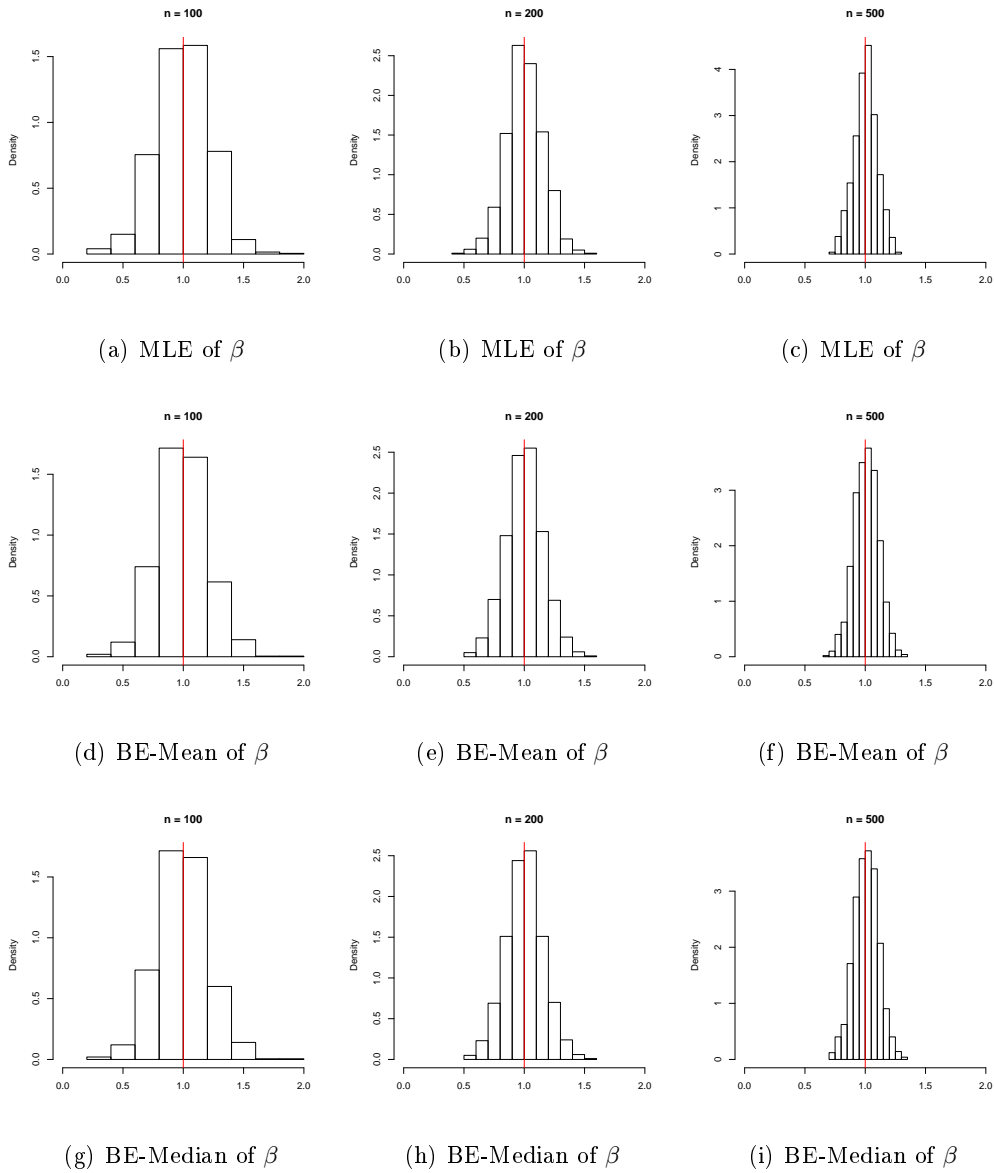 n = 100
n = 200
n = 500
Density
0.0
0.5
1.0
1.5
0.0 0.5 1.0 1.5 2.0
Density
0.0
0.5
1.0
1.5
2.0
2.5
0.0 0.5 1.0 1.5 2.0
Density
0
1
2
3
4
0.0 0.5 1.0 1.5 2.0
(a) MLE of β
(b) MLE of β
(c) MLE of β
n = 100
n = 200
n = 500
Density
0.0
0.5
1.0
1.5
0.0 0.5 1.0 1.5 2.0
Density
0.0
0.5
1.0
1.5
2.0
2.5
0.0 0.5 1.0 1.5 2.0
Density
0
1
2
3
0.0 0.5 1.0 1.5 2.0
(d) BE-Mean of β
(e) BE-Mean of β
(f) BE-Mean of β
n = 100
n = 200
n = 500
Density
0.0
0.5
1.0
1.5
0.0 0.5 1.0 1.5 2.0
Density
0.0
0.5
1.0
1.5
2.0
2.5
0.0 0.5 1.0 1.5 2.0
Density
0
1
2
3
0.0 0.5 1.0 1.5 2.0
(g) BE-Median of β
(h) BE-Median of β
(i) BE-Median of β